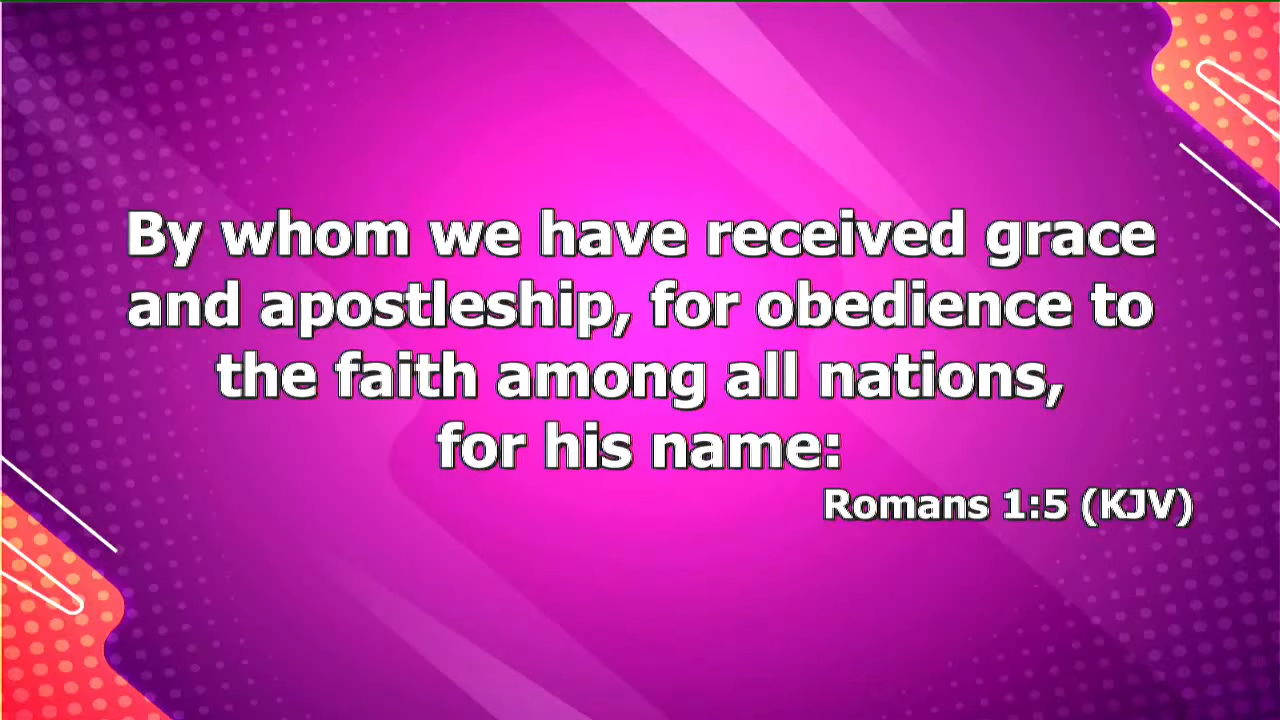 By whom we have received grace
and apostleship, for obedience to
the faith among all nations,
for his name:
Romans 1:5 (KJV)